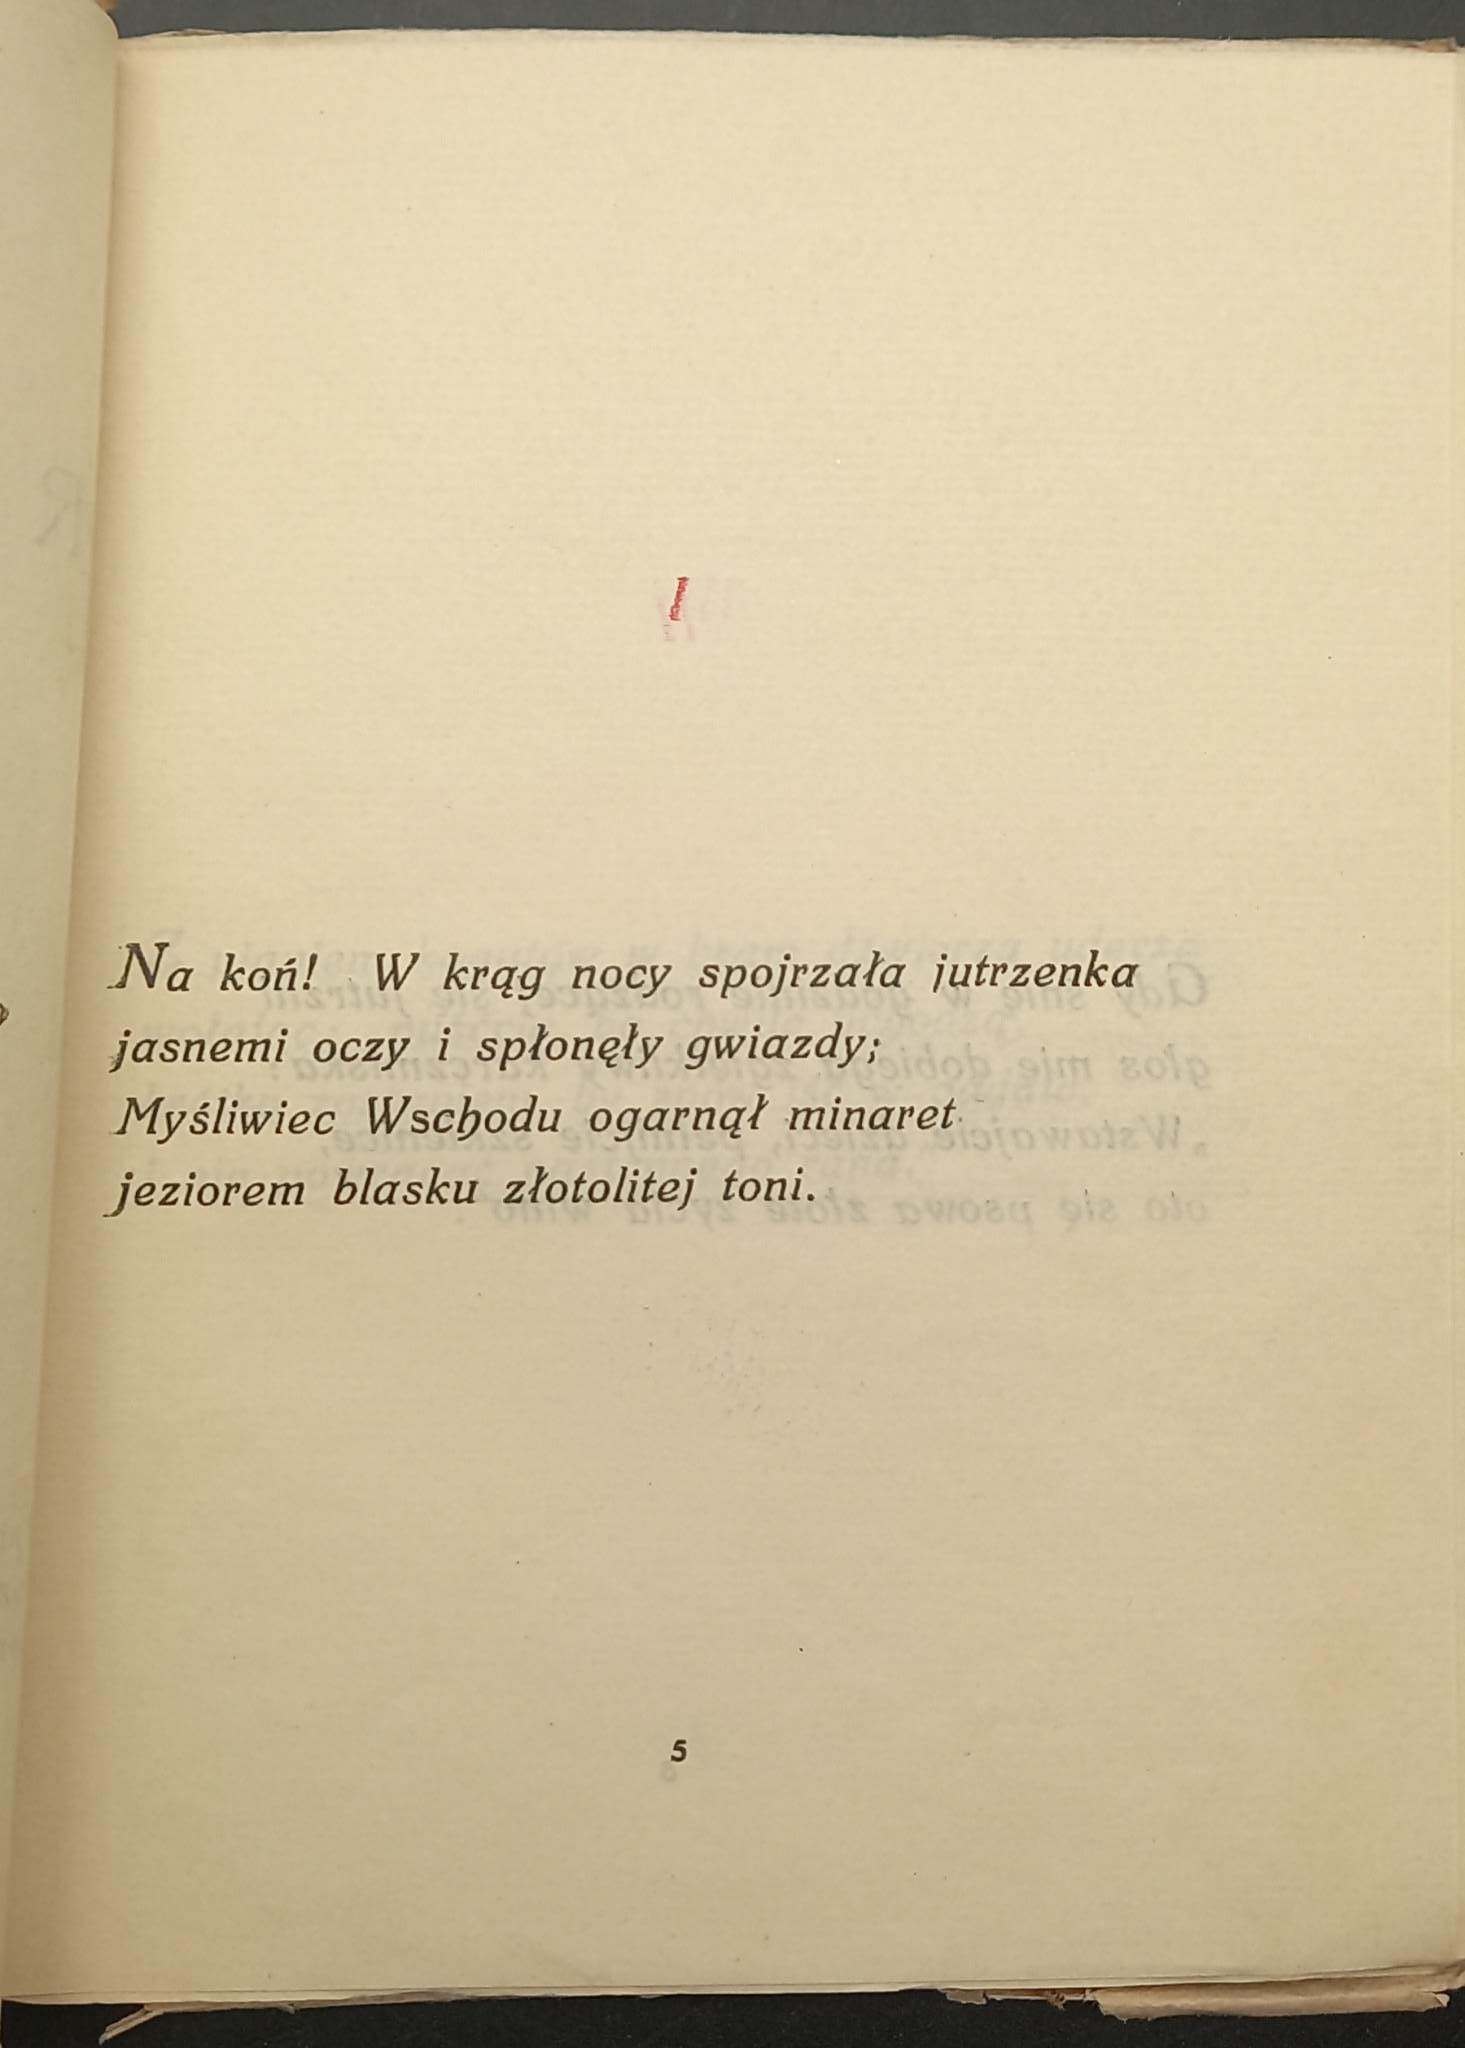 I
Na koń! W krąg nocy spojrzała jutrzenka
jasnemi oczy i spłonęły gwiazdy;
Myśliwiec Wschodu ogarnął minaret
jeziorem blasku złotolitej toni.
5